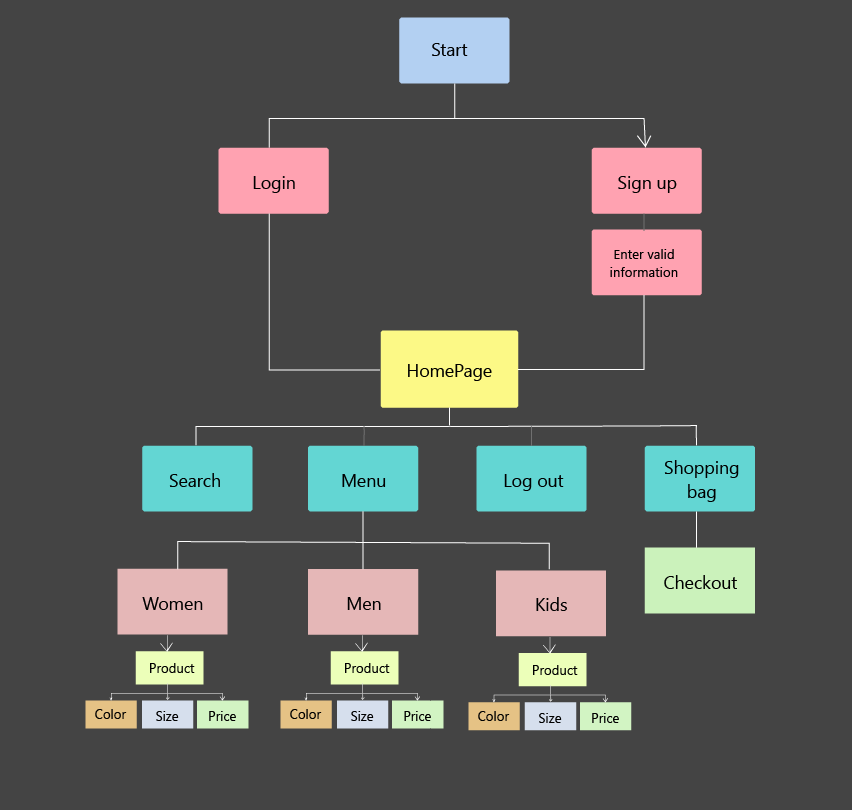 Start
Login
Sign up
Enter valid
information
HomePage
Search
Menu
Log out
Shopping
bag
Checkout
Women
Men
Kids
Product
Product
Product
Color
Size
Price
Color
Size
Price
Color
Size
Price